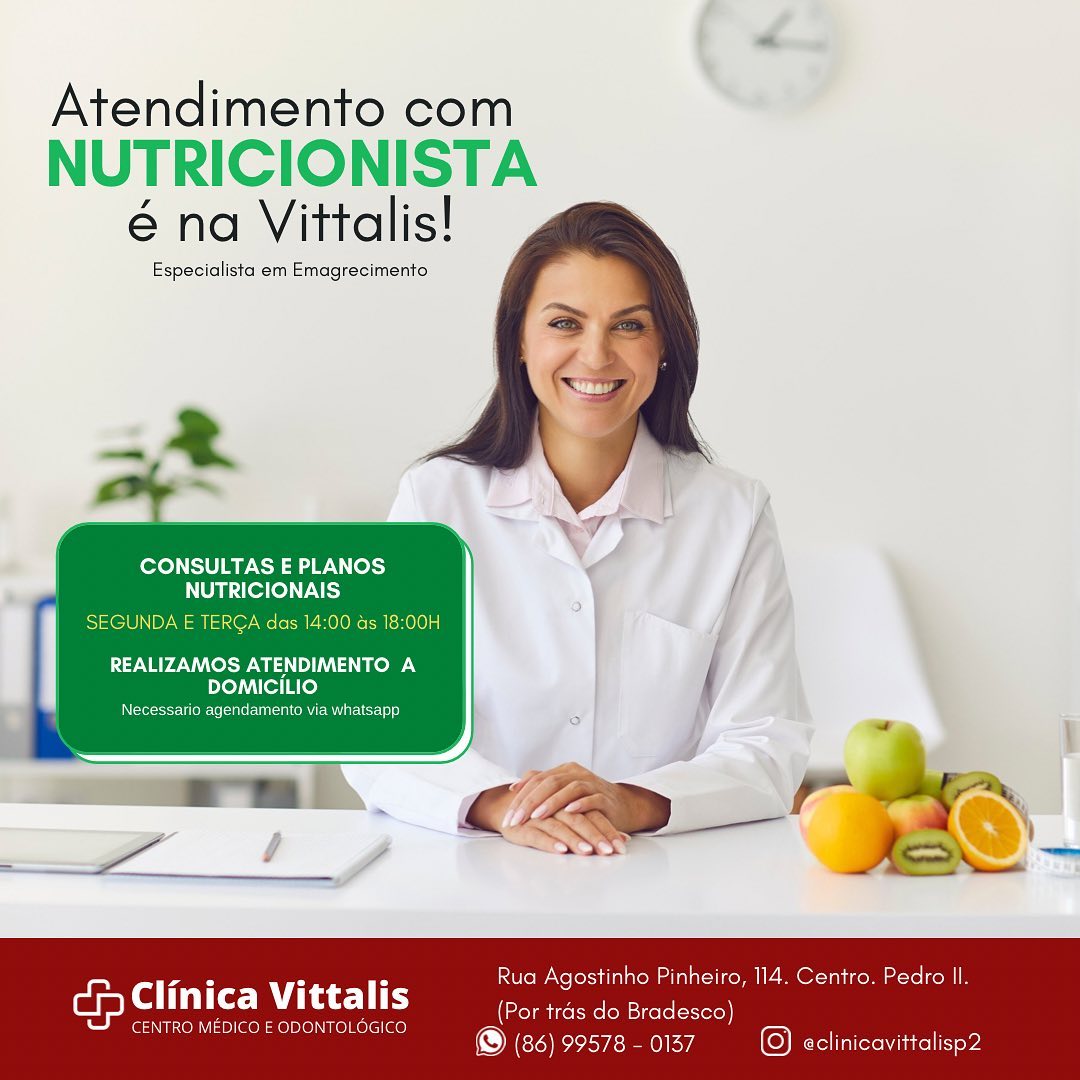 Atendimento com
NUTRICIONISTA
é na Vittalis!
Especialista em Emagrecimento
CONSULTAS E PLANOS
NUTRICIONAIS
SEGUNDA E TERÇA das 14:00 às 18:00H
REALIZAMOS ATENDIMENTO A
DOMICÍLIO
Necessario agendamento via whatsapp
Clínica Vittalis
CENTRO MÉDICO E ODONTOLÓGICO
Rua Agostinho Pinheiro, 114. Centro. Pedro II.
(Por trás do Bradesco)
(86) 99578 - 0137
@clinicavittalisp2